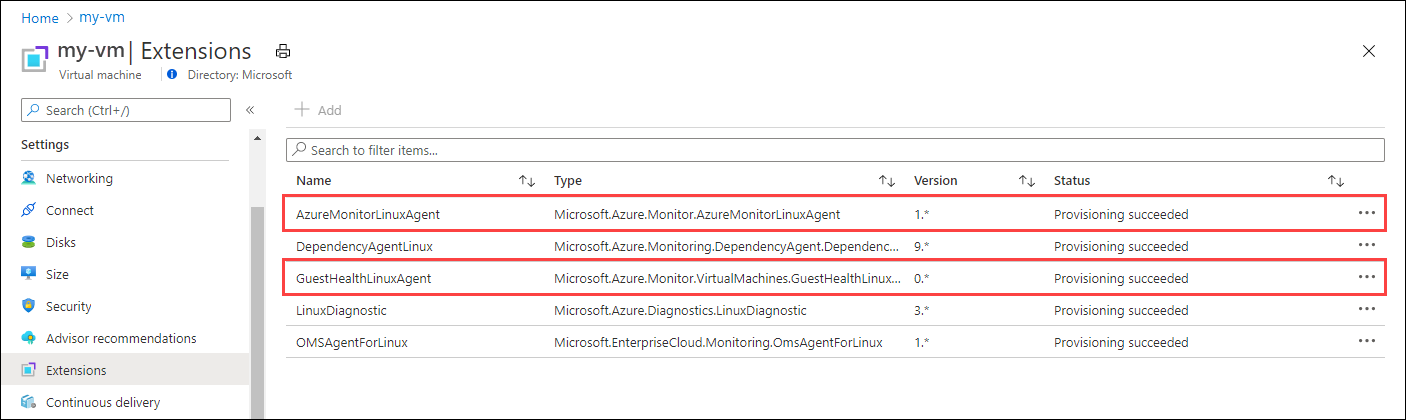 Home > my-vm
my-vm | Extensions
Virtual machine
Directory: Microsoft
Search (Ctrl+/)
«
Add
Settings
Networking
Connect
Disks
Size
Security
Advisor recommendations
Extensions
Continuous delivery
Search to filter items...
Name Type Version Status
AzureMonitorLinuxAgent Microsoft.Azure.Monitor.AzureMonitorLinuxAgent 1.* Provisioning succeeded
DependencyAgentLinux Microsoft.Azure.Monitoring.DependencyAgent.Dependenc... 9.* Provisioning succeeded
GuestHealthLinuxAgent Microsoft.Azure.Monitor.VirtualMachines.GuestHealthLinux... 0.* Provisioning succeeded
LinuxDiagnostic Microsoft.Azure.Diagnostics.LinuxDiagnostic 3.* Provisioning succeeded
OMSAgentForLinux Microsoft.EnterpriseCloud.Monitoring.OmsAgentForLinux 1.* Provisioning succeeded